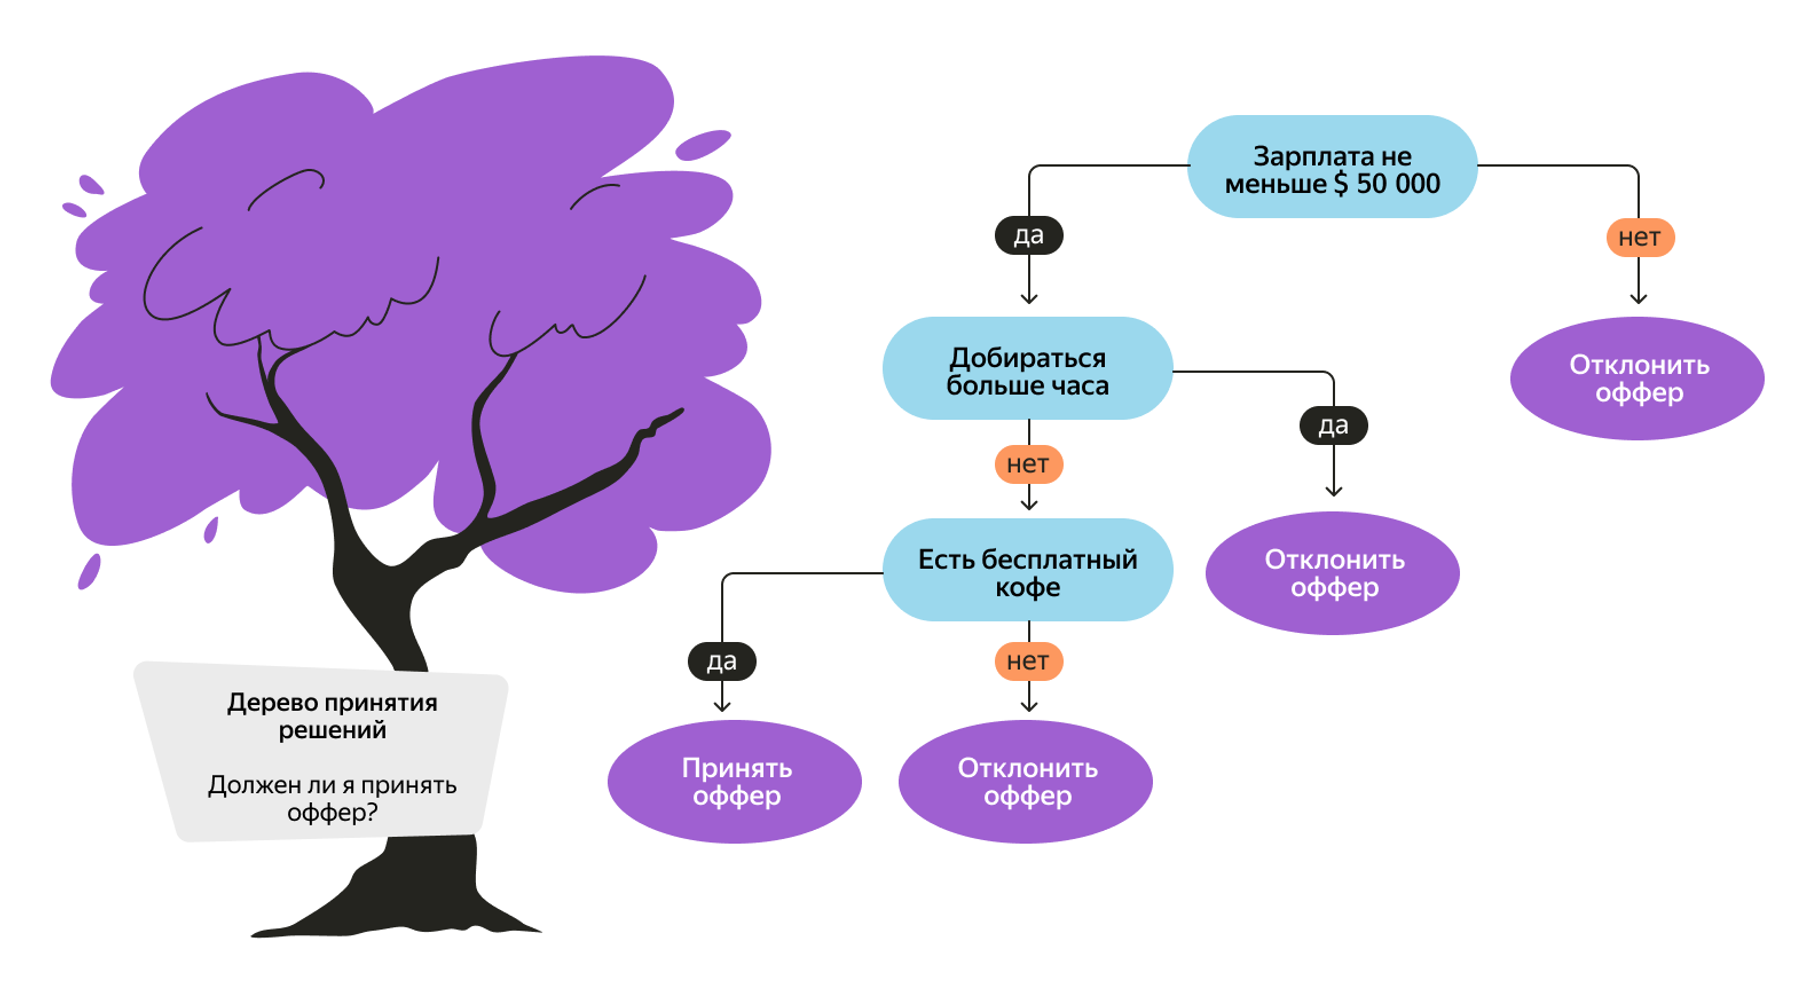 Зарплата не
меньше $ 50 000
да
нет
Добираться
больше часа
Отклонить
оффер
да
нет
Есть бесплатный
кофе
Отклонить
оффер
да
нет
Принять
оффер
Отклонить
оффер
Дерево принятия
решений
Должен ли я принять
оффер?